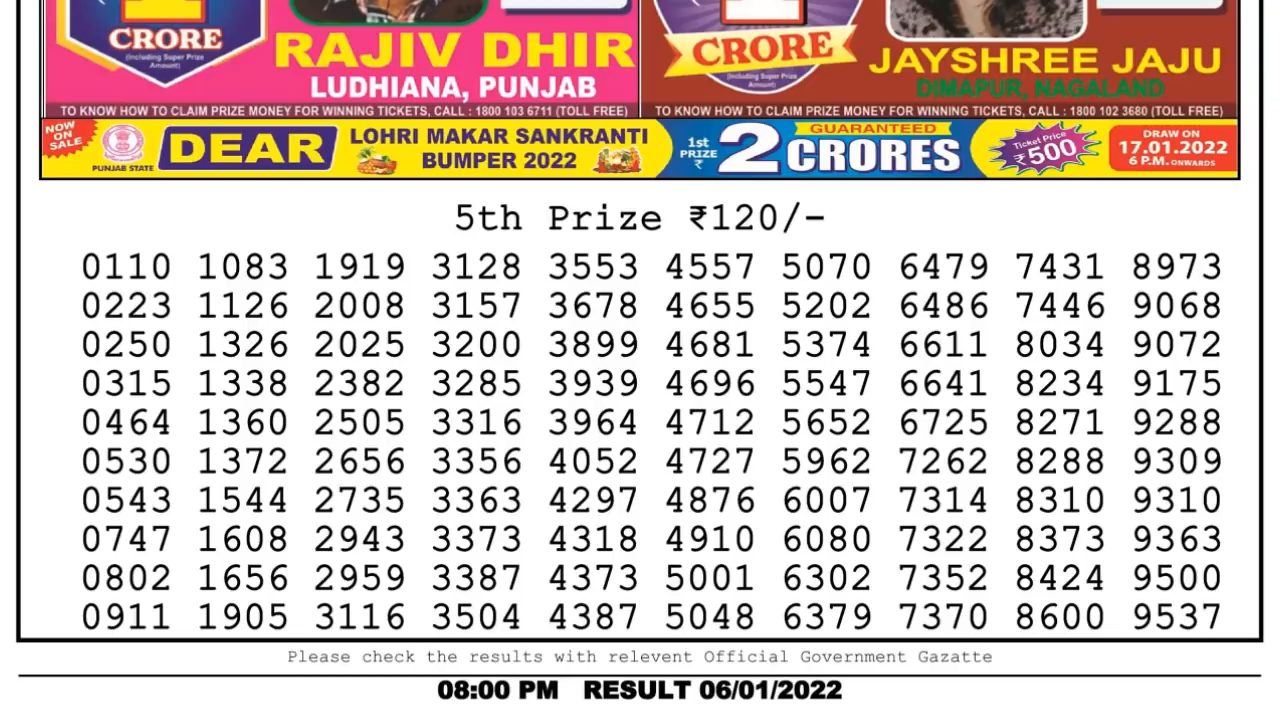 1
CRORE
(Including Super Prize
Amount)
RAJIV DHIR
LUDHIANA, PUNJAB
TO KNOW HOW TO CLAIM PRIZE MONEY FOR WINNING TICKETS, CALL : 1800 103 6711 (TOLL FREE)
1
CRORE
(Including Super Prize
Amount)
JAYSHREE JAJU
DIMAPUR, NAGALAND
TO KNOW HOW TO CLAIM PRIZE MONEY FOR WINNING TICKETS, CALL : 1800 102 3680 (TOLL FREE)
NOW
ON
SALE
PUNJAB STATE
DEAR
LOHRI MAKAR SANKRANTI
BUMPER 2022
1st
PRIZE
₹
2
GUARANTEED
CRORES
Ticket Price
₹500
DRAW ON
17.01.2022
6 P.M. ONWARDS
5th Prize ₹120/-
0110 1083 1919 3128 3553 4557 5070 6479 7431 8973
0223 1126 2008 3157 3678 4655 5202 6486 7446 9068
0250 1326 2025 3200 3899 4681 5374 6611 8034 9072
0315 1338 2382 3285 3939 4696 5547 6641 8234 9175
0464 1360 2505 3316 3964 4712 5652 6725 8271 9288
0530 1372 2656 3356 4052 4727 5962 7262 8288 9309
0543 1544 2735 3363 4297 4876 6007 7314 8310 9310
0747 1608 2943 3373 4318 4910 6080 7322 8373 9363
0802 1656 2959 3387 4373 5001 6302 7352 8424 9500
0911 1905 3116 3504 4387 5048 6379 7370 8600 9537
Please check the results with relevent Official Government Gazatte
08:00 PM RESULT 06/01/2022